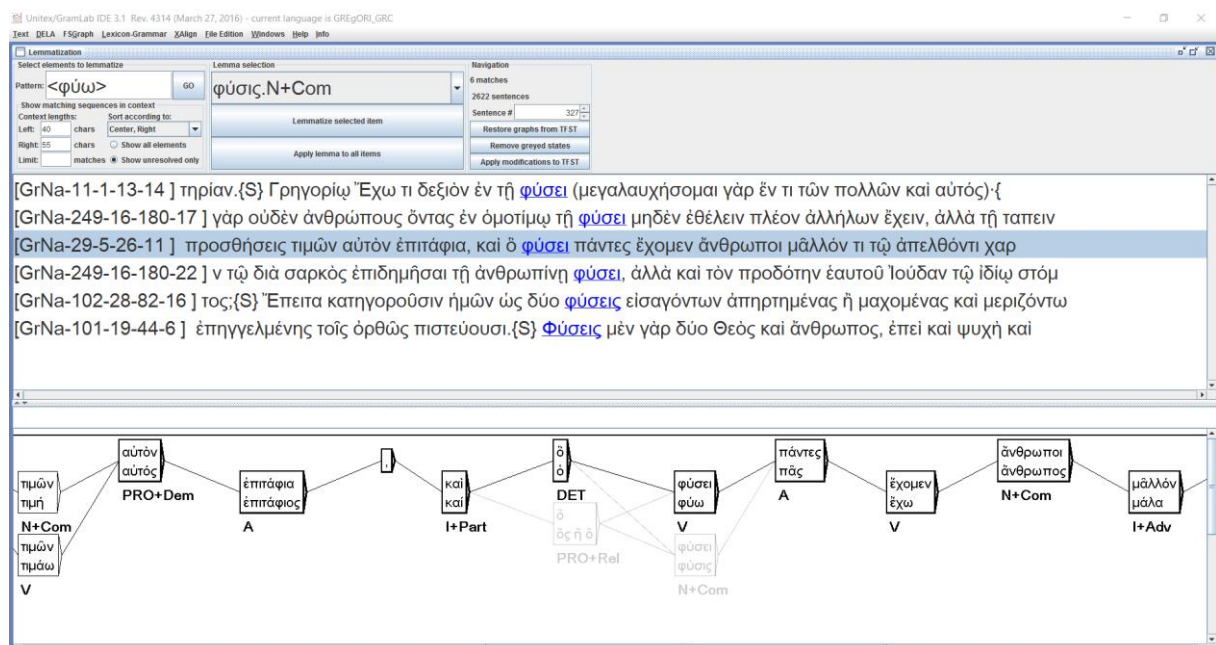 Unitex/GramLab IDE 3.1 Rev. 4314 (March 27, 2016) - current language is GREgORI_GRC
Text DELA FSGraph Lexicon-Grammar XAlign File Edition Windows Help Info
Lemmatization
Select elements to lemmatize
Pattern: <φύω> GO
Show matching sequences in context
Context lengths: Sort according to:
Left: 40 chars Center, Right
Right: 55 chars Show all elements
Limit: matches Show unresolved only
Lemma selection
φύσις.N+Com
Lemmatize selected item
Apply lemma to all items
Navigation
6 matches
2622 sentences
Sentence # 327
Restore graphs from TFST
Remove greyed states
Apply modifications to TFST
[GrNa-11-1-13-14 ] τηρίαν.{S} Γρηγορίῳ Ἔχω τι δεξιὸν ἐν τῇ φύσει (μεγαλαυχήσομαι γὰρ ἕν τι τῶν πολλῶν καὶ αὐτός)·{
[GrNa-249-16-180-17 ] γὰρ οὐδὲν ἀνθρώπους ὄντας ἐν ὁμοτίμῳ τῇ φύσει μηδὲν ἐθέλειν πλέον ἀλλήλων ἔχειν, ἀλλὰ τῇ ταπειν
[GrNa-29-5-26-11 ] προσθήσεις τιμῶν αὐτὸν ἐπιτάφια, καὶ ὃ φύσει πάντες ἔχομεν ἄνθρωποι μᾶλλόν τι τῷ ἀπελθόντι χαρ
[GrNa-249-16-180-22 ] ν τῷ διὰ σαρκὸς ἐπιδημῆσαι τῇ ἀνθρωπίνῃ φύσει, ἀλλὰ καὶ τὸν προδότην ἑαυτοῦ Ἰούδαν τῷ ἰδίῳ στόμ
[GrNa-102-28-82-16 ] τος;{S} Ἔπειτα κατηγοροῦσιν ἡμῶν ὡς δύο φύσεις εἰσαγόντων ἀπηρτημένας ἢ μαχομένας καὶ μεριζόντω
[GrNa-101-19-44-6 ] ἐπηγγελμένης τοῖς ὀρθῶς πιστεύουσι.{S} Φύσεις μὲν γὰρ δύο Θεὸς καὶ ἄνθρωπος, ἐπεὶ καὶ ψυχὴ καὶ
τιμῶν
τιμή
N+Com
τιμῶν
τιμάω
V
αὐτὸν
αὐτός
PRO+Dem
ἐπιτάφια
ἐπιτάφιος
A
,
καὶ
καί
I+Part
ὃ
ὁ
DET
ὃ
ὅς ἥ ὅ
PRO+Rel
φύσει
φύω
V
φύσει
φύσις
N+Com
πάντες
πᾶς
A
ἔχομεν
ἔχω
V
ἄνθρωποι
ἄνθρωπος
N+Com
μᾶλλόν
μάλα
I+Adv